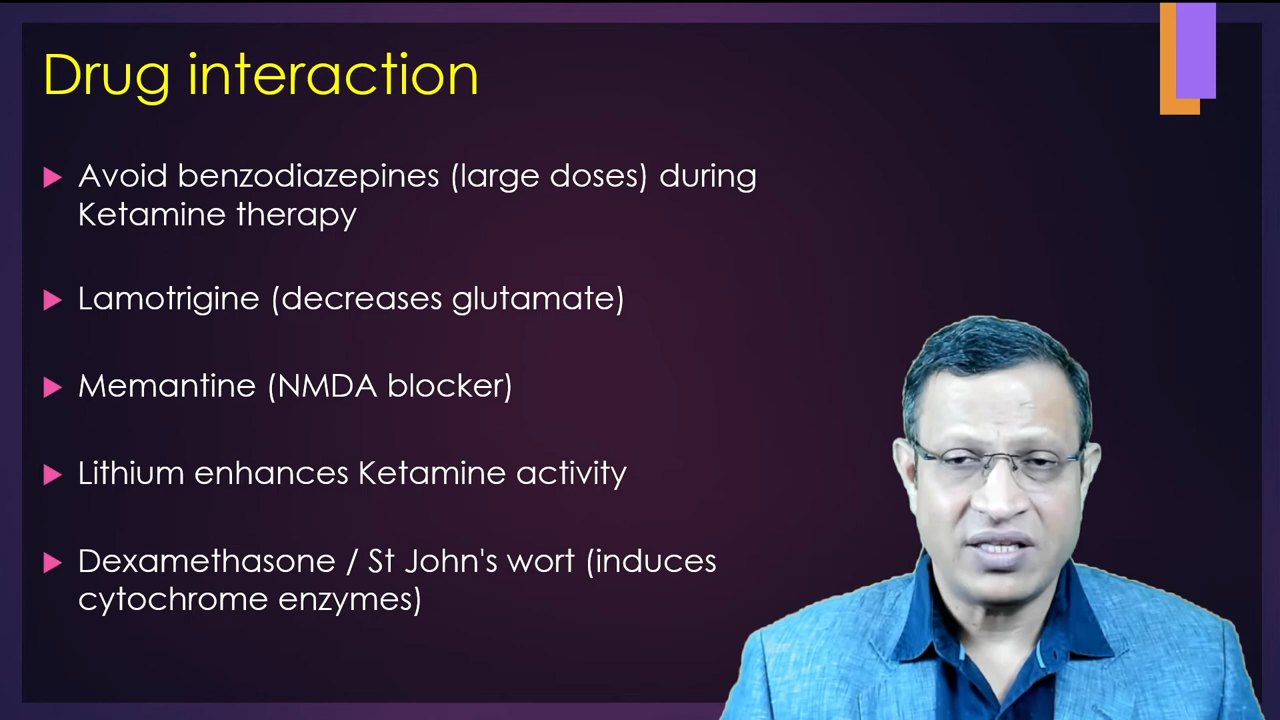 Drug interaction
Avoid benzodiazepines (large doses) during
Ketamine therapy
Lamotrigine (decreases glutamate)
Memantine (NMDA blocker)
Lithium enhances Ketamine activity
Dexamethasone / St John's wort (induces
cytochrome enzymes)